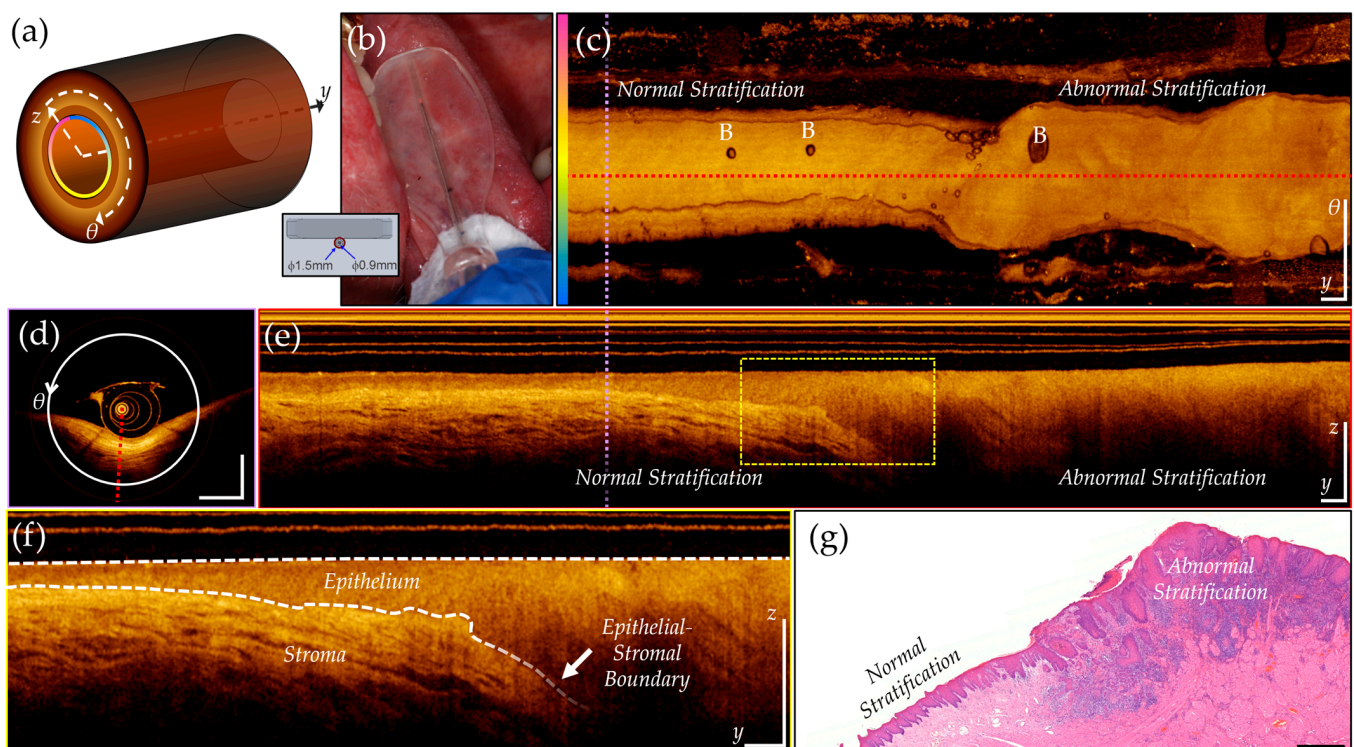 (a)
z
θ
y
(b)
ϕ1.5mm ϕ0.9mm
(c)
Normal Stratification
Abnormal Stratification
B
B
B
θ
y
(d)
θ
(e)
Normal Stratification
Abnormal Stratification
z
y
(f)
Epithelium
Stroma
Epithelial-
Stromal
Boundary
z
y
(g)
Normal
Stratification
Abnormal
Stratification